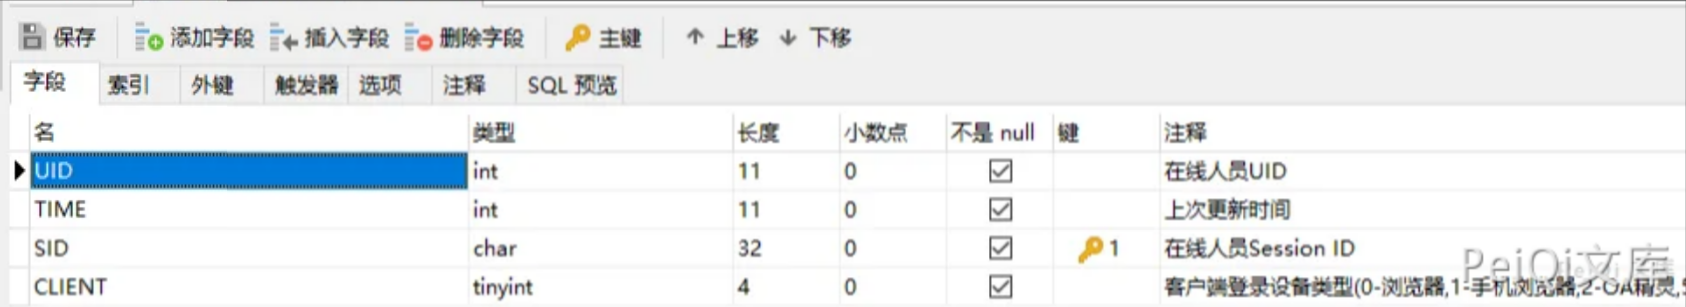 保存 添加字段 插入字段 删除字段 主键 上移 下移
字段 索引 外键 触发器 选项 注释 SQL 预览
名 类型 长度 小数点 不是 null 键 注释
UID int 11 0 在线人员UID
TIME int 11 0 上次更新时间
SID char 32 0 1 在线人员Session ID
CLIENT tinyint 4 0 客户端登录设备类型(0-浏览器,1-手机浏览器,2-OA精灵,
PeiQi文库